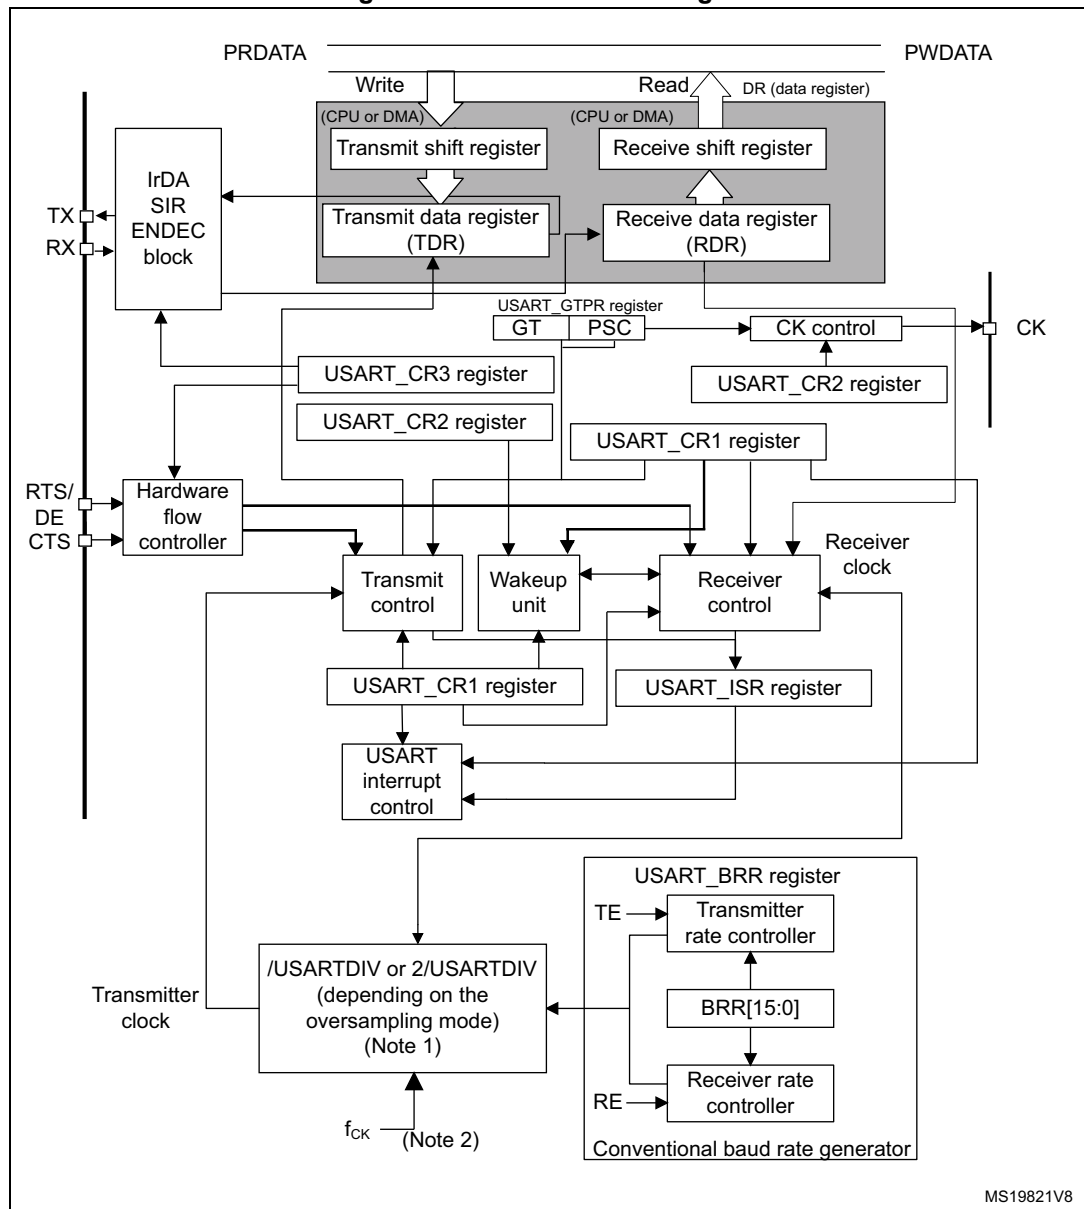 PRDATA
PWDATA
Write
Read
DR (data register)
(CPU or DMA)
(CPU or DMA)
Transmit shift register
Receive shift register
IrDA
SIR
ENDEC
block
TX
RX
Transmit data register
(TDR)
Receive data register
(RDR)
USART_GTPR register
GT
PSC
CK control
CK
USART_CR3 register
USART_CR2 register
USART_CR2 register
USART_CR1 register
RTS/
DE
CTS
Hardware
flow
controller
Transmit
control
Wakeup
unit
Receiver
control
Receiver
clock
USART_CR1 register
USART_ISR register
USART
interrupt
control
USART_BRR register
TE
Transmitter
rate controller
/USARTDIV or 2/USARTDIV
(depending on the
oversampling mode)
(Note 1)
Transmitter
clock
BRR[15:0]
RE
Receiver rate
controller
fCK
(Note 2)
Conventional baud rate generator
MS19821V8